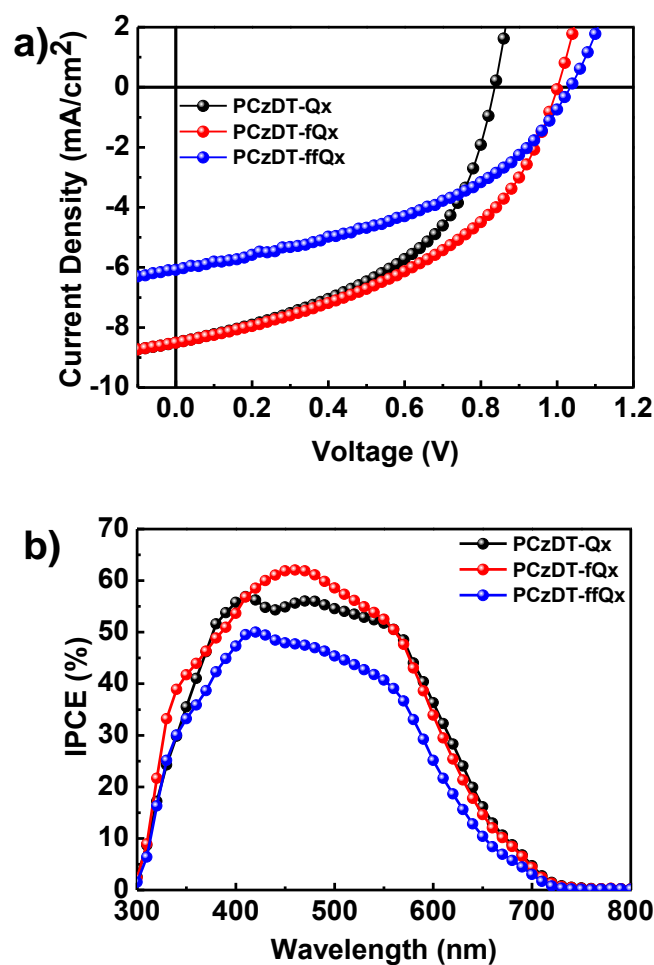 a)
Current Density (mA/cm²)
2
0
-2
-4
-6
-8
-10
PCzDT-Qx
PCzDT-fQx
PCzDT-ffQx
0.0 0.2 0.4 0.6 0.8 1.0 1.2
Voltage (V)
b)
IPCE (%)
70
60
50
40
30
20
10
0
PCzDT-Qx
PCzDT-fQx
PCzDT-ffQx
300 400 500 600 700 800
Wavelength (nm)